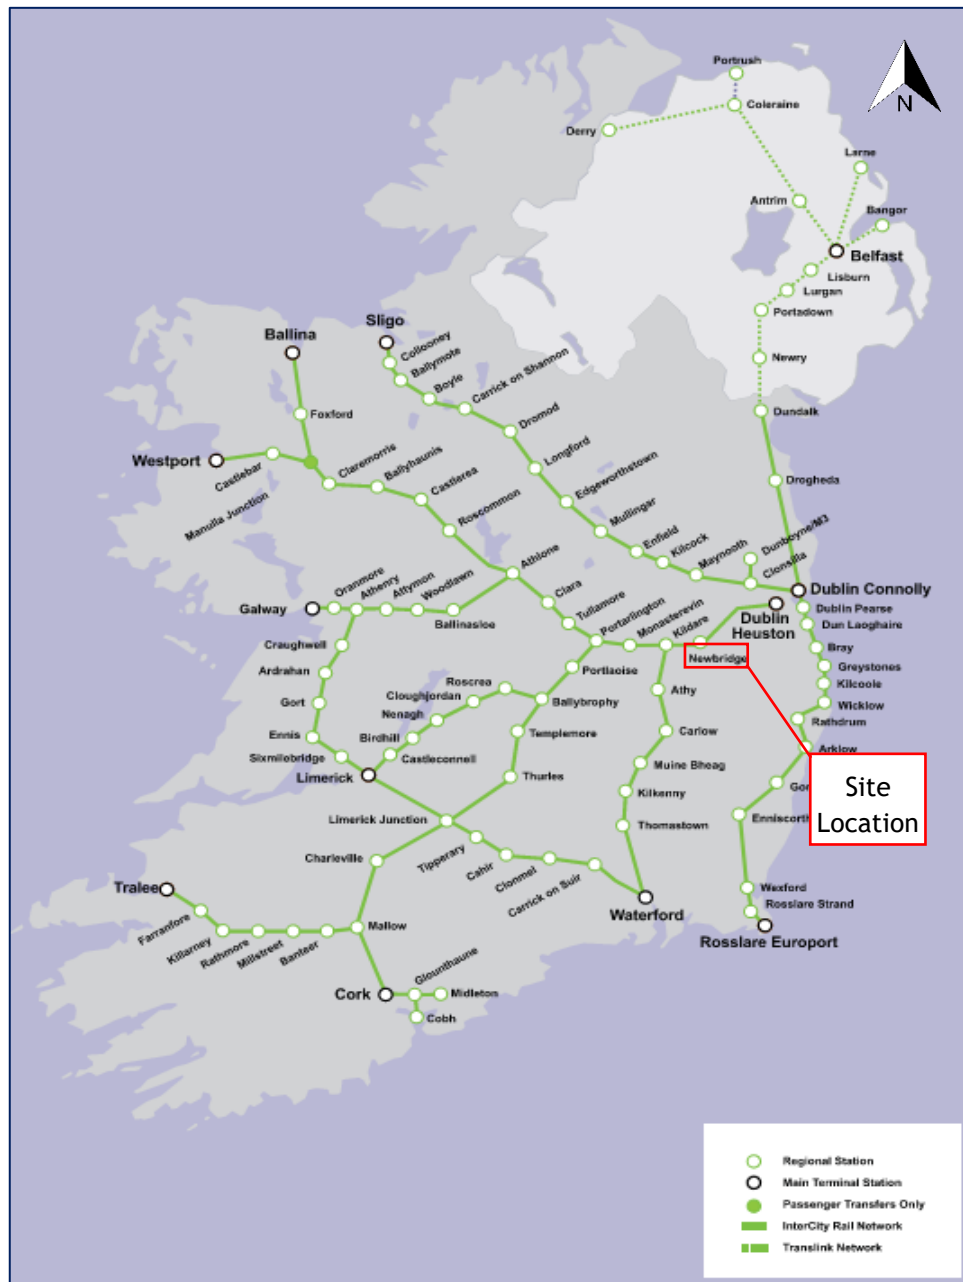 Portrush
N
Coleraine
Derry
Larne
Antrim
Bangor
Belfast
Lisburn
Lurgan
Portadown
Newry
Dundalk
Sligo
Ballina
Collooney
Ballymote
Boyle
Carrick on Shannon
Foxford
Dromod
Westport
Castlebar
Manulla Junction
Claremorris
Ballyhaunis
Castlerea
Roscommon
Longford
Edgeworthstown
Mullingar
Enfield
Kilcock
Maynooth
Dunboyne/M3
Clonsilla
Drogheda
Dublin Connolly
Dublin
Heuston
Dublin Pearse
Dun Laoghaire
Bray
Greystones
Kilcoole
Wicklow
Rathdrum
Arklow
Athlone
Clara
Tullamore
Portarlington
Monasterevin
Kildare
Newbridge
Galway
Oranmore
Athenry
Attymon
Woodlawn
Ballinasloe
Craughwell
Ardrahan
Gort
Ennis
Sixmilebridge
Limerick
Roscrea
Cloughjordan
Nenagh
Birdhill
Castleconnell
Portlaoise
Ballybrophy
Templemore
Thurles
Athy
Carlow
Muine Bheag
Kilkenny
Thomastown
Site
Location
Gor
Enniscorth
Limerick Junction
Charleville
Tipperary
Cahir
Clonmel
Carrick on Suir
Waterford
Wexford
Rosslare Strand
Rosslare Europort
Tralee
Farranfore
Killarney
Rathmore
Millstreet
Banteer
Mallow
Cork
Glounthaune
Midleton
Cobh
Regional Station
Main Terminal Station
Passenger Transfers Only
InterCity Rail Network
Translink Network